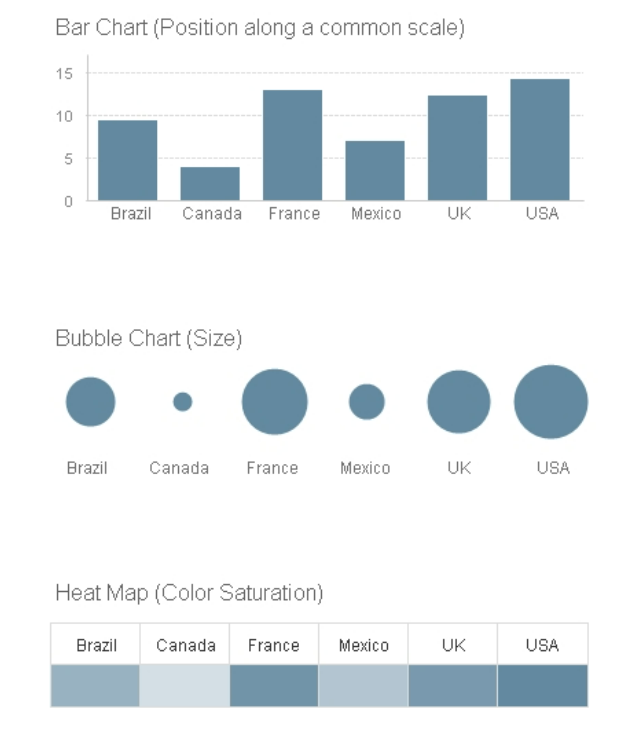 Bar Chart (Position along a common scale)
15
10
5
0
Brazil Canada France Mexico UK USA
Bubble Chart (Size)
Brazil Canada France Mexico UK USA
Heat Map (Color Saturation)
Brazil Canada France Mexico UK USA